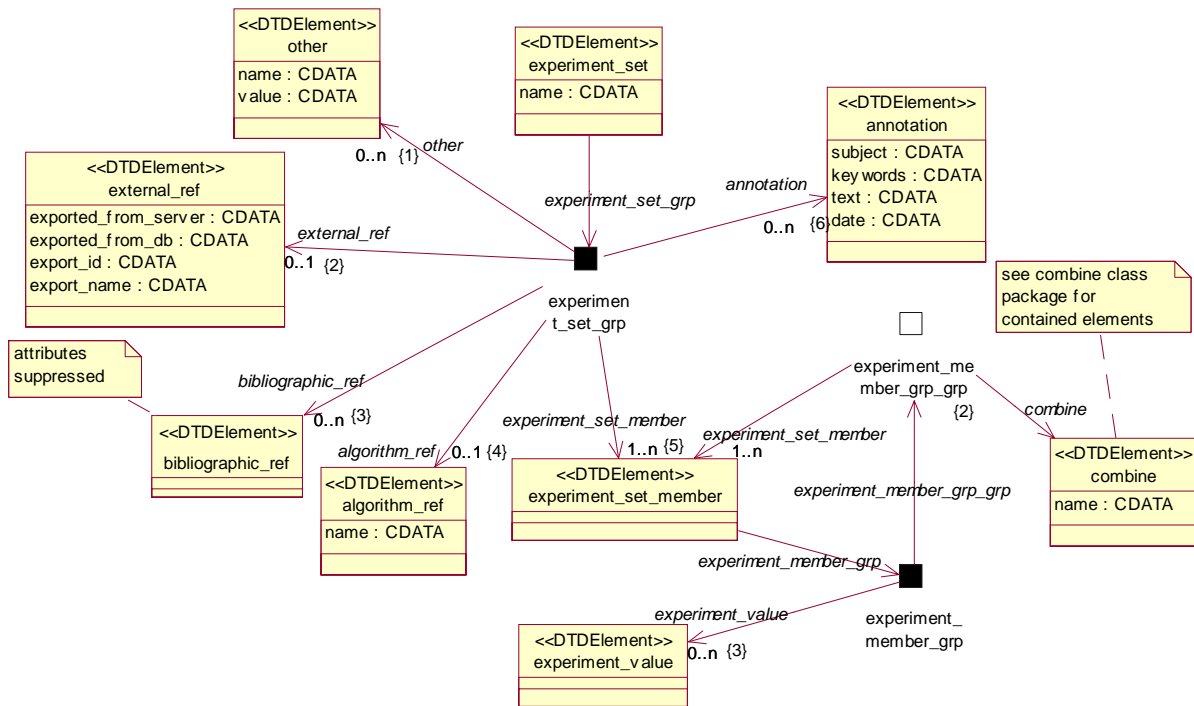 <<DTDElement>>
other
name : CDATA
value : CDATA
<<DTDElement>>
experiment_set
name : CDATA
<<DTDElement>>
annotation
subject : CDATA
keywords : CDATA
text : CDATA
date : CDATA
<<DTDElement>>
external_ref
exported_from_server : CDATA
exported_from_db : CDATA
export_id : CDATA
export_name : CDATA
other
0..n {1}
experiment_set_grp
annotation
0..n {6}
external_ref
0..1 {2}
see combine class
package for
contained elements
experimen
t_set_grp
attributes
suppressed
experiment_me
mber_grp_grp
{2}
bibliographic_ref
0..n {3}
<<DTDElement>>
bibliographic_ref
algorithm_ref
0..1 {4}
<<DTDElement>>
algorithm_ref
name : CDATA
experiment_set_member
1..n {5}
experiment_set_member
1..n
combine
<<DTDElement>>
experiment_set_member
<<DTDElement>>
combine
name : CDATA
experiment_member_grp_grp
experiment_member_grp
experiment_
member_grp
experiment_value
0..n {3}
<<DTDElement>>
experiment_value